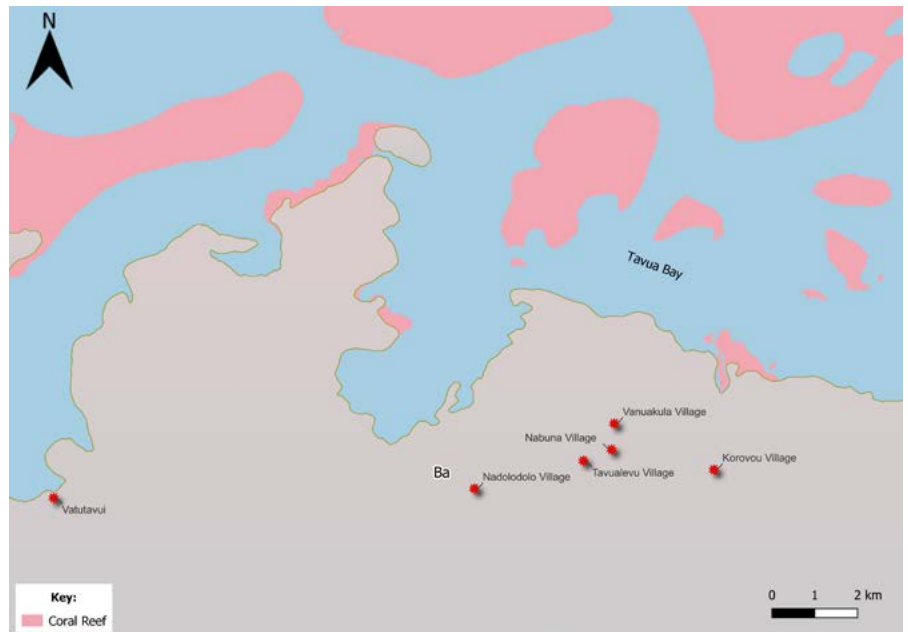 N
Tavua Bay
Vanuakula Village
Nabuna Village
Korovou Village
Ba
Nadolodolo Village
Tavualevu Village
Vatutavui
Key:
Coral Reef
0 1 2 km